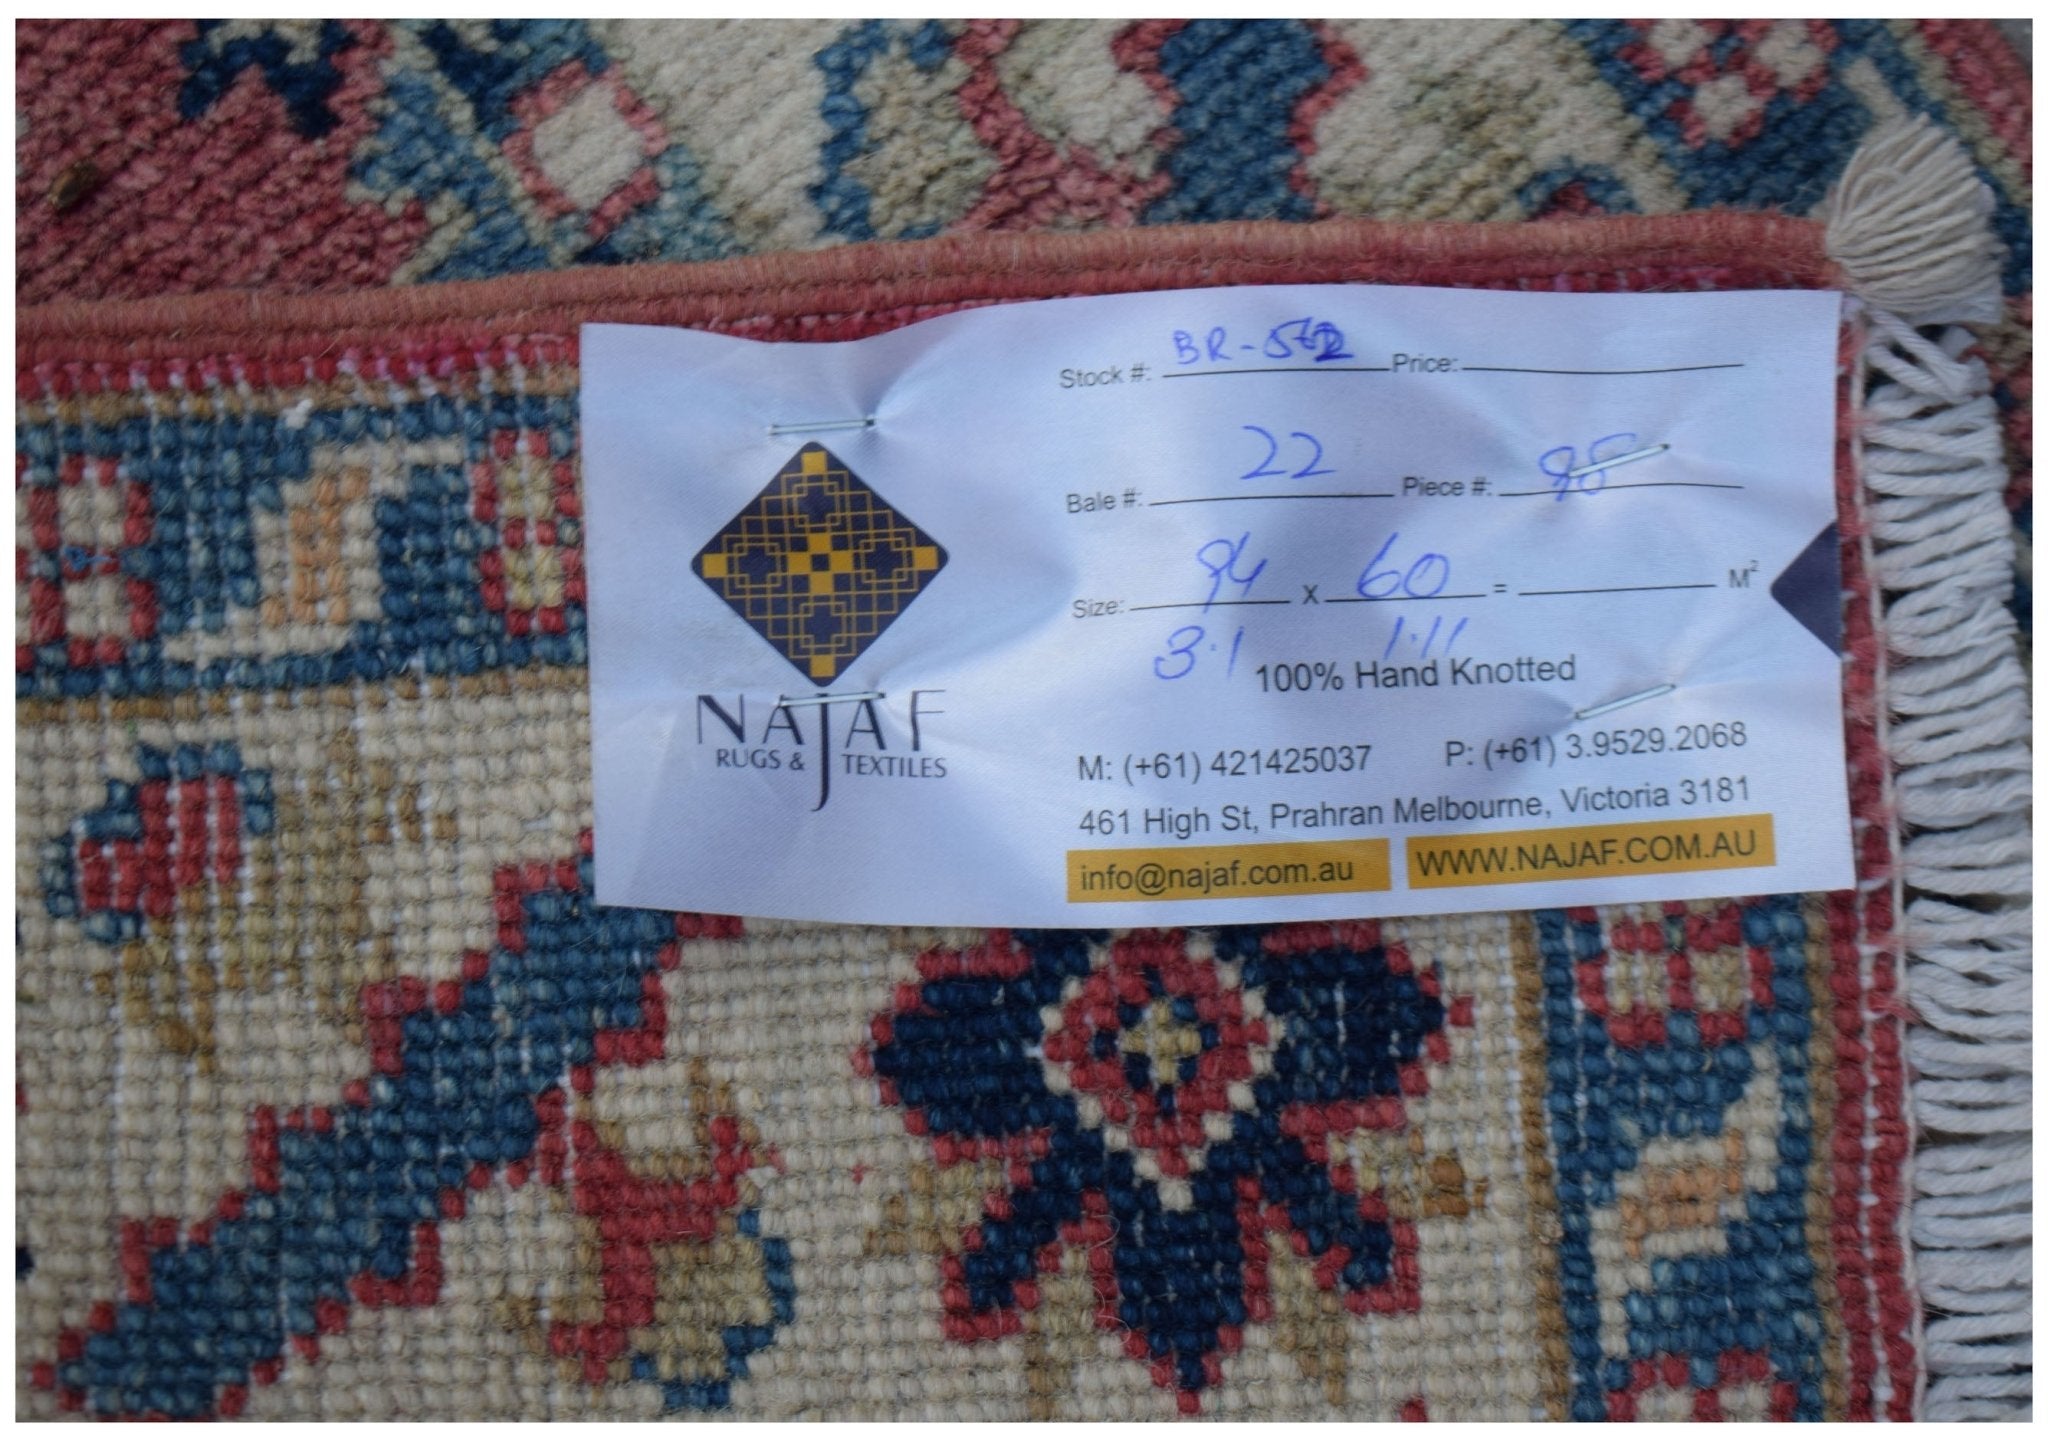 Stock #: BR-562 Price:
Bale #: 22 Piece #: 95
Size: 94 x 60 = M²
3.1 1.11
100% Hand Knotted
NAJAF
RUGS & TEXTILES
M: (+61) 421425037 P: (+61) 3.9529.2068
461 High St, Prahran Melbourne, Victoria 3181
info@najaf.com.au WWW.NAJAF.COM.AU